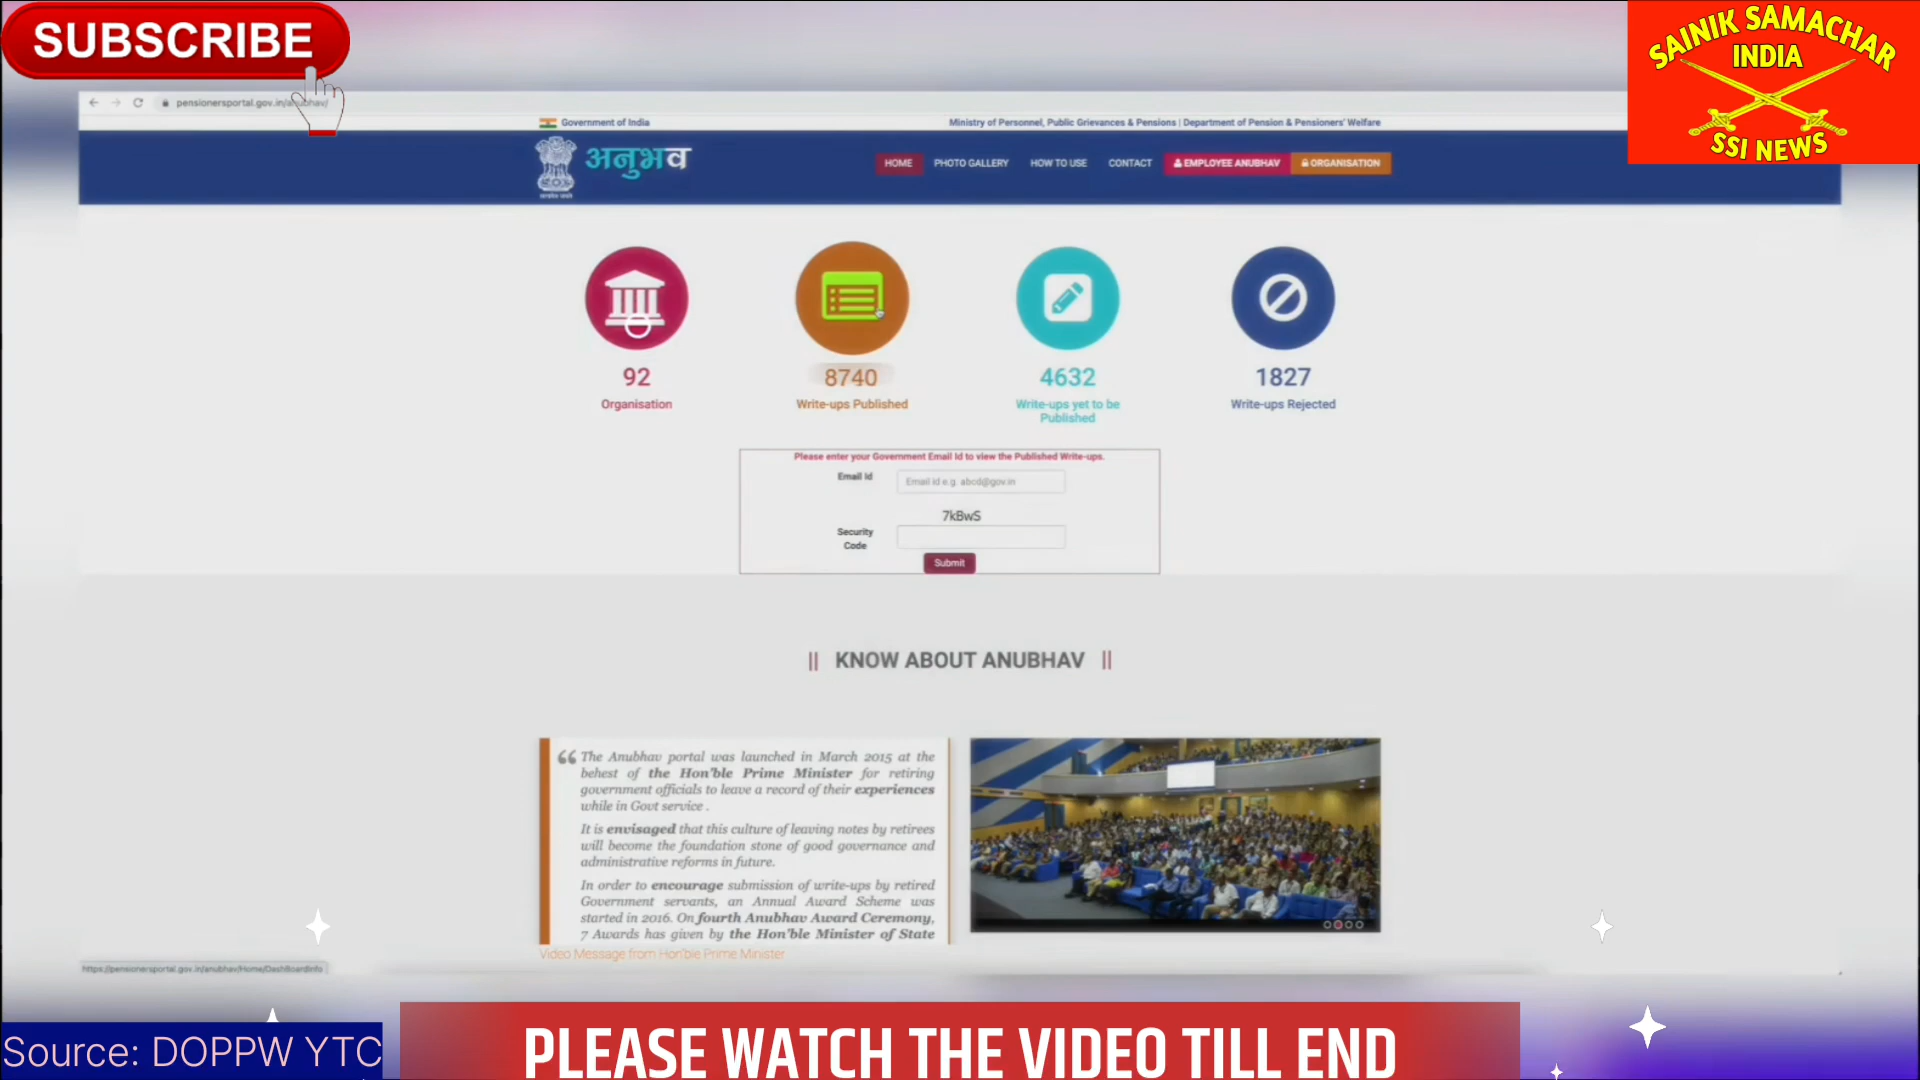 SUBSCRIBE
SAINIK SAMACHAR
INDIA
SSI NEWS
pensionersportal.gov.in/anubhav/
Government of India
Ministry of Personnel, Public Grievances & Pensions | Department of Pension & Pensioners' Welfare
अनुभव
HOME PHOTO GALLERY HOW TO USE CONTACT EMPLOYEE ANUBHAV ORGANISATION
92
Organisation
8740
Write-ups Published
4632
Write-ups yet to be
Published
1827
Write-ups Rejected
Please enter your Government Email Id to view the Published Write-ups.
Email Id
Email id e.g. abcd@gov.in
7kBwS
Security
Code
Submit
|| KNOW ABOUT ANUBHAV ||
“ The Anubhav portal was launched in March 2015 at the
behest of the Hon'ble Prime Minister for retiring
government officials to leave a record of their experiences
while in Govt service .
It is envisaged that this culture of leaving notes by retirees
will become the foundation stone of good governance and
administrative reforms in future.
In order to encourage submission of write-ups by retired
Government servants, an Annual Award Scheme was
started in 2016. On fourth Anubhav Award Ceremony,
7 Awards has given by the Hon'ble Minister of State
Video Message from Hon'ble Prime Minister
https://pensionersportal.gov.in/anubhav/Home/DashBoardInfo
Source: DOPPW YTC
PLEASE WATCH THE VIDEO TILL END